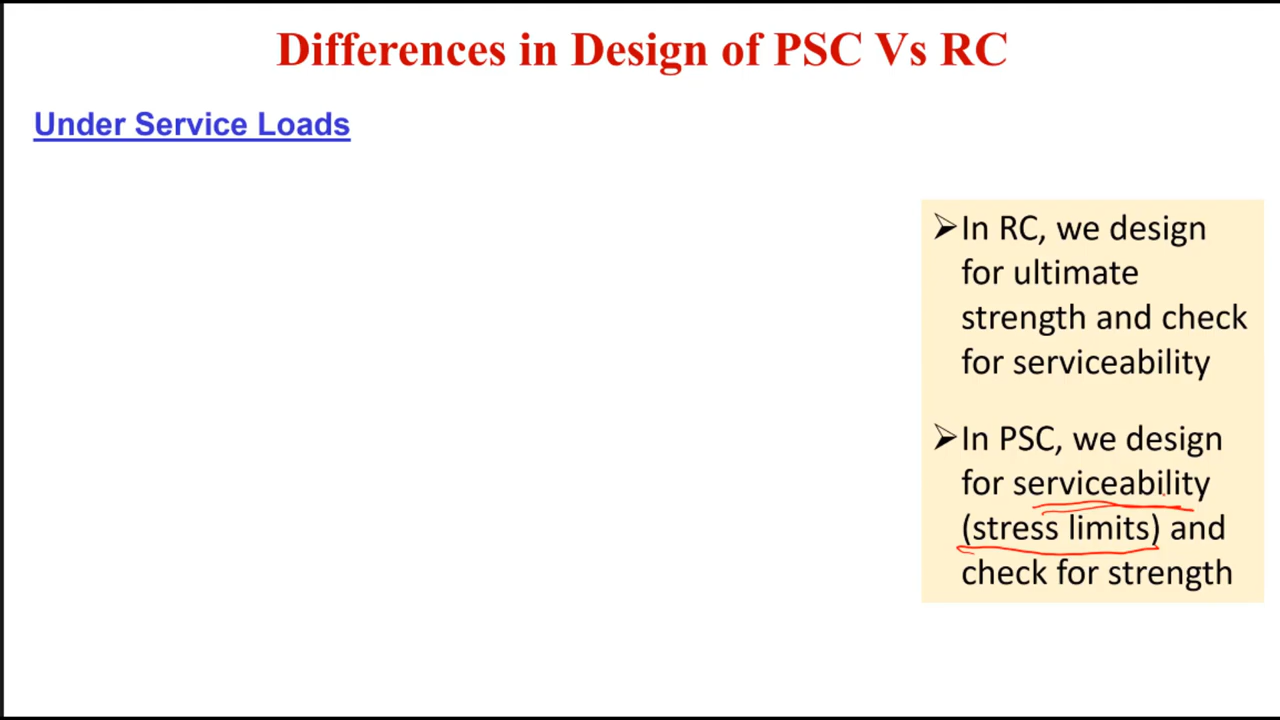 Differences in Design of PSC Vs RC
Under Service Loads
➢In RC, we design
for ultimate
strength and check
for serviceability
➢In PSC, we design
for serviceability
(stress limits) and
check for strength